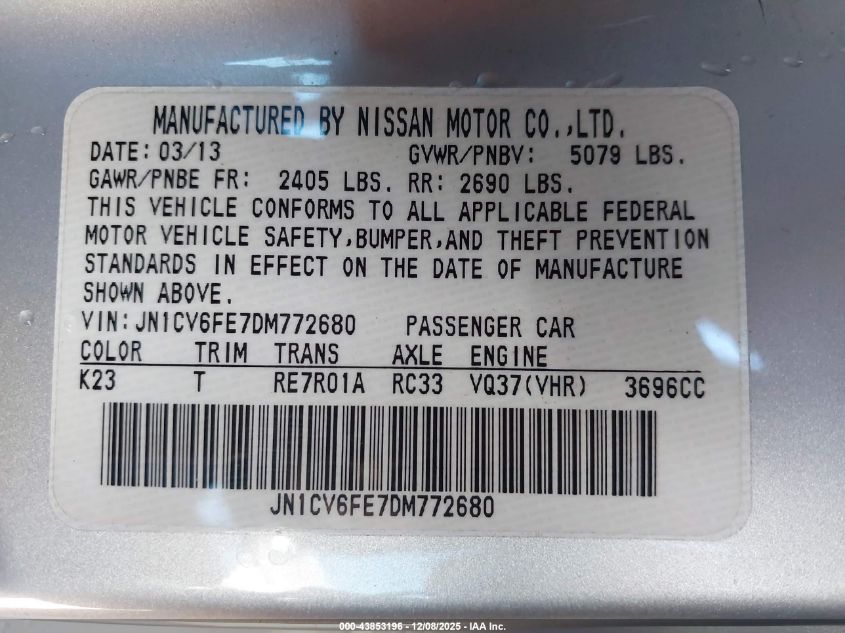 MANUFACTURED BY NISSAN MOTOR CO.,LTD.
DATE: 03/13 GVWR/PNBV: 5079 LBS.
GAWR/PNBE FR: 2405 LBS. RR: 2690 LBS.
THIS VEHICLE CONFORMS TO ALL APPLICABLE FEDERAL
MOTOR VEHICLE SAFETY,BUMPER,AND THEFT PREVENTION
STANDARDS IN EFFECT ON THE DATE OF MANUFACTURE
SHOWN ABOVE.
VIN:JN1CV6FE7DM772680 PASSENGER CAR
COLOR TRIM TRANS AXLE ENGINE
K23 T RE7R01A RC33 VQ37(VHR) 3696CC
JN1CV6FE7DM772680
000-43853196 - 12/08/2025 - IAA Inc.